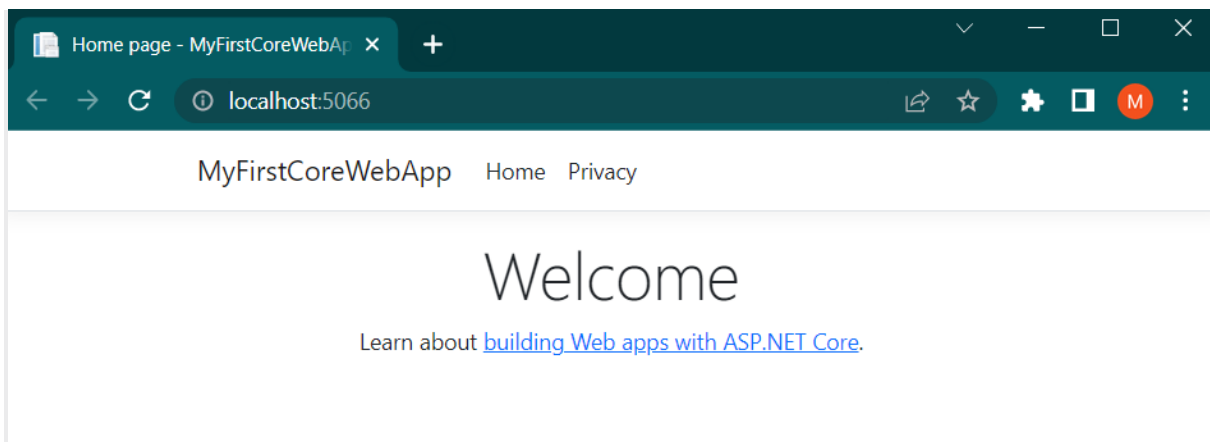 Home page - MyFirstCoreWebAp
localhost:5066
M
MyFirstCoreWebApp Home Privacy
Welcome
Learn about building Web apps with ASP.NET Core.